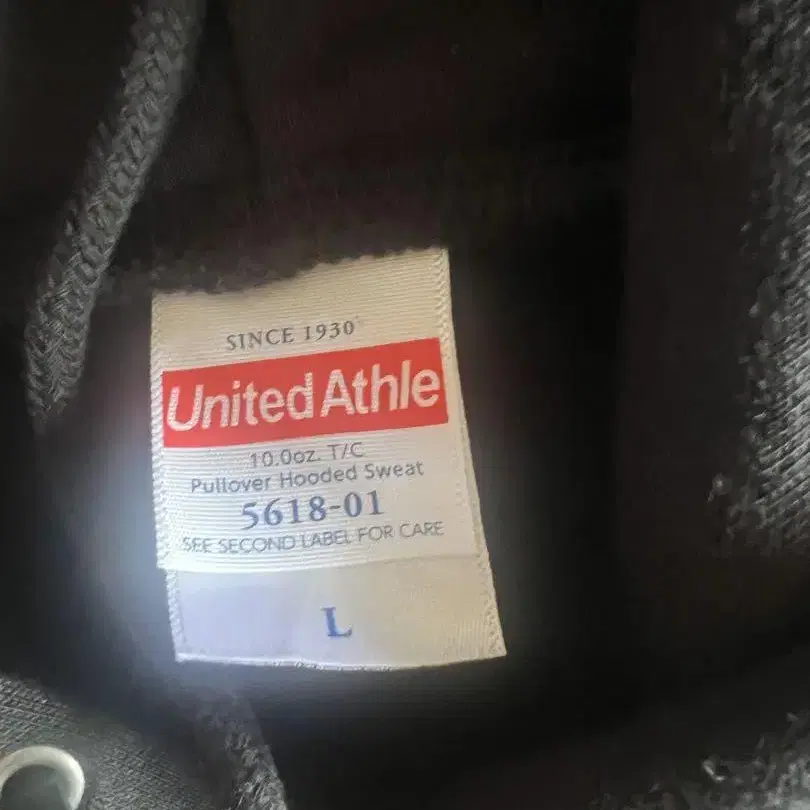 SINCE 1930
United Athle
10.0oz. T/C
Pullover Hooded Sweat
5618-01
SEE SECOND LABEL FOR CARE
L